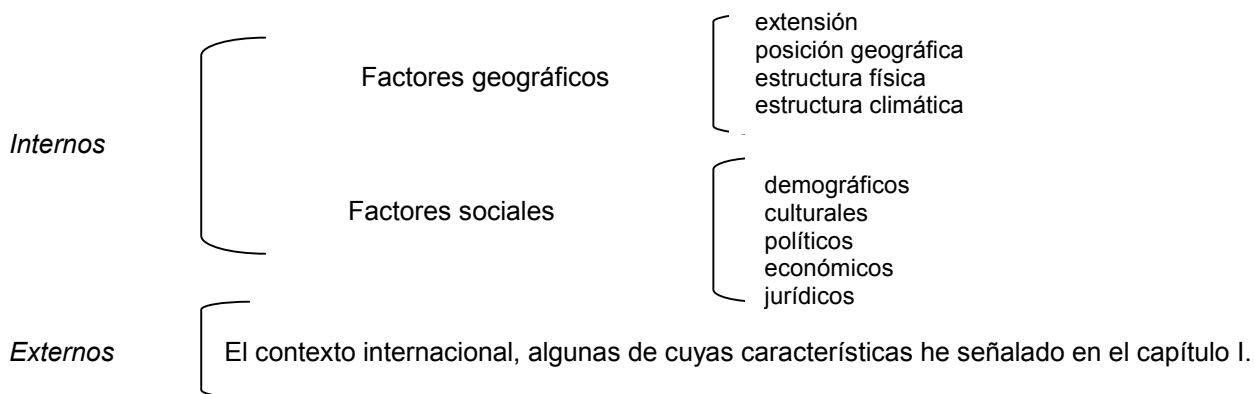 Internos
Factores geográficos
extensión
posición geográfica
estructura física
estructura climática
Factores sociales
demográficos
culturales
políticos
económicos
jurídicos
Externos
El contexto internacional, algunas de cuyas características he señalado en el capítulo I.